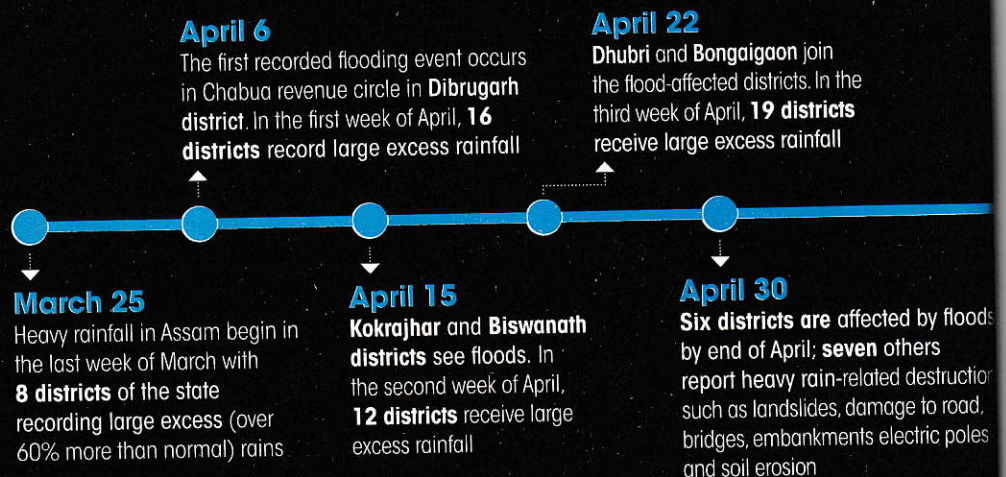 April 6
The first recorded flooding event occurs
in Chabua revenue circle in Dibrugarh
district. In the first week of April, 16
districts record large excess rainfall
April 22
Dhubri and Bongaigaon join
the flood-affected districts. In the
third week of April, 19 districts
receive large excess rainfall
March 25
Heavy rainfall in Assam begin in
the last week of March with
8 districts of the state
recording large excess (over
60% more than normal) rains
April 15
Kokrajhar and Biswanath
districts see floods. In
the second week of April,
12 districts receive large
excess rainfall
April 30
Six districts are affected by floods
by end of April; seven others
report heavy rain-related destruction
such as landslides, damage to road,
bridges, embankments electric poles
and soil erosion